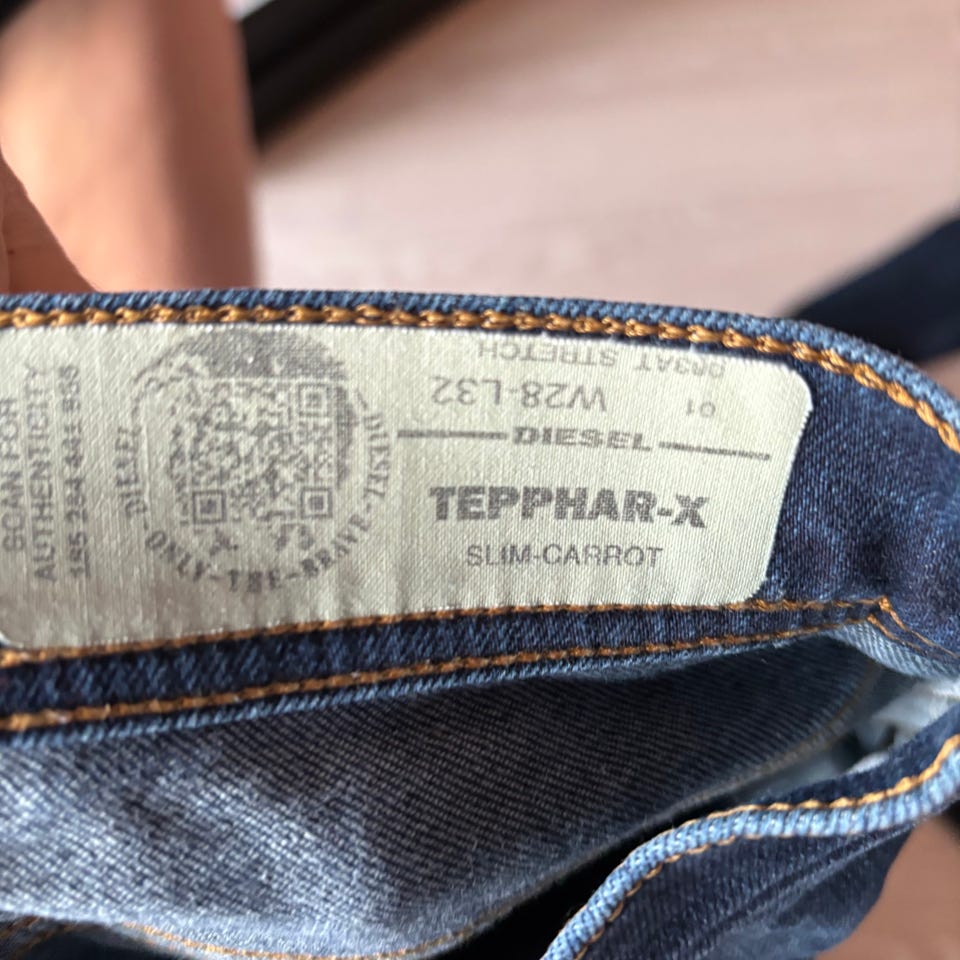 SCAN FOR
AUTHENTICITY
DIESEL
ONLY-THE-BRAVE-
DIESEL
TEPPHAR-X
SLIM-CARROT
01 W28-L32
STRETCH